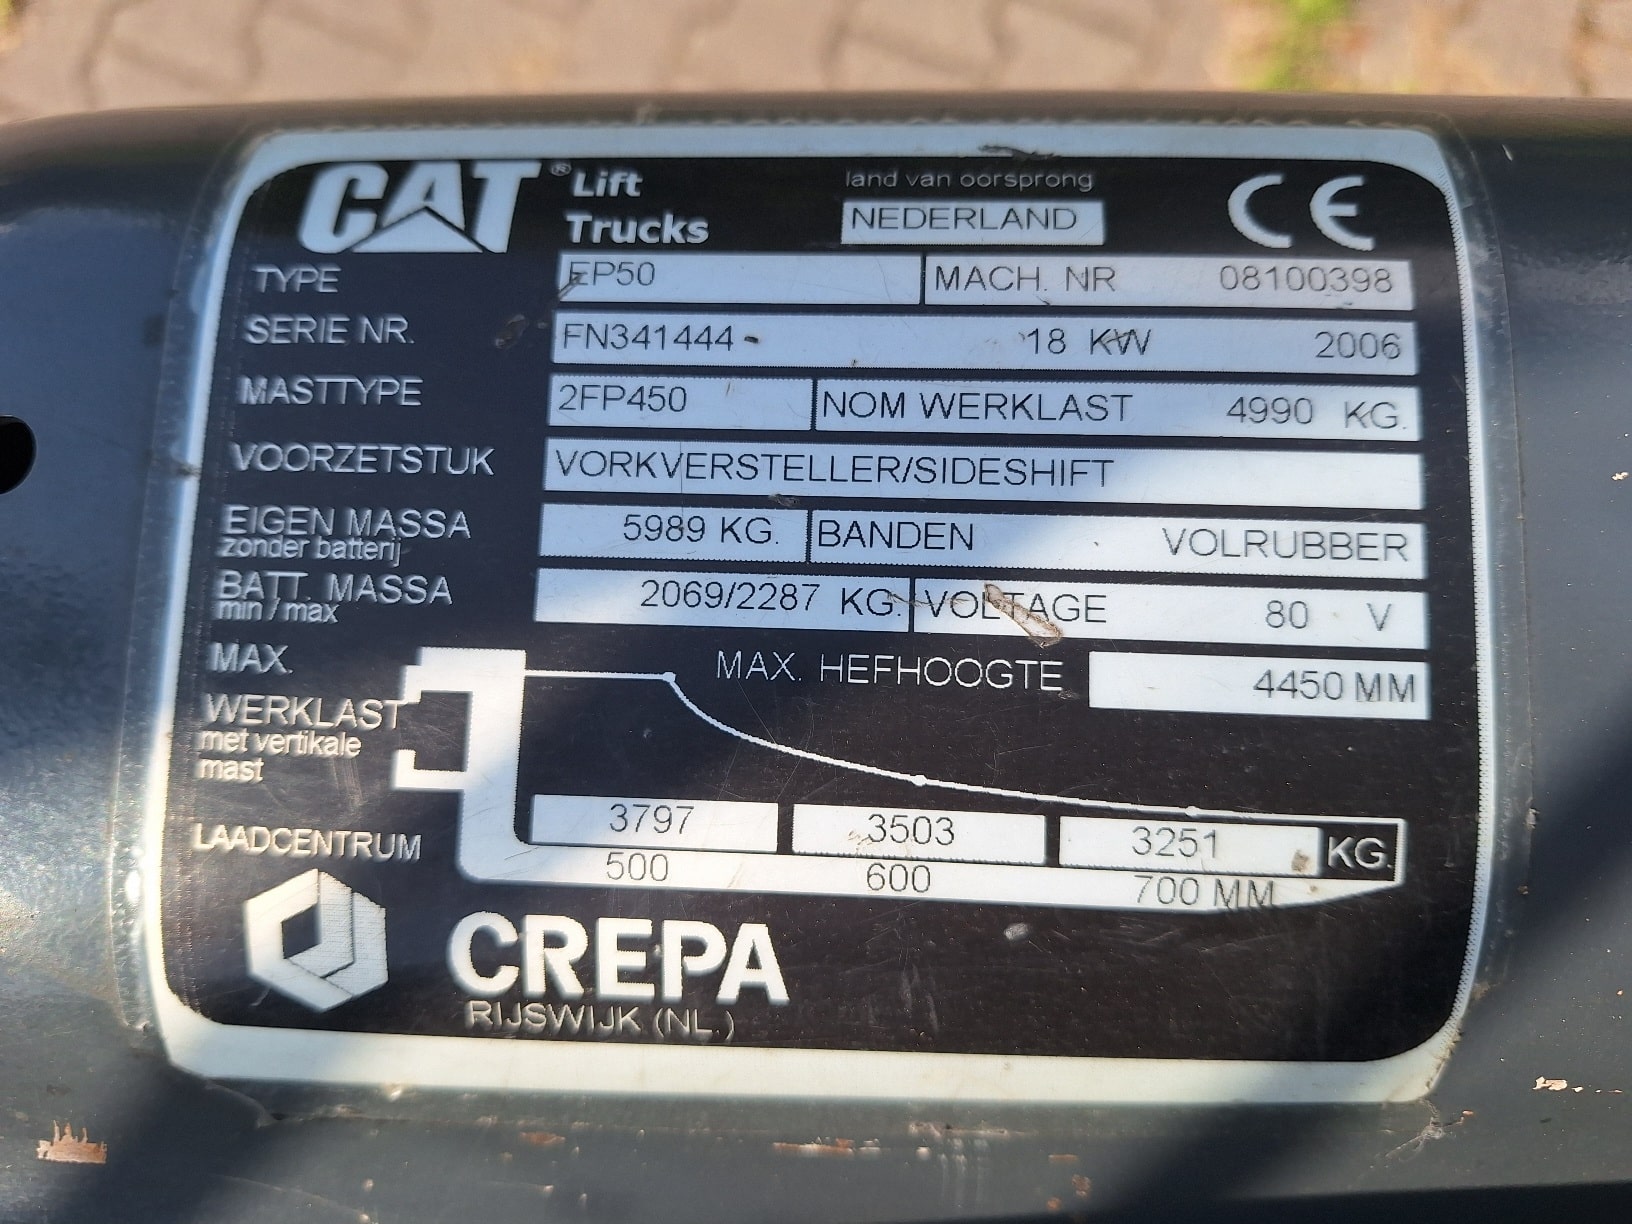 CAT® Lift Trucks
land van oorsprong
NEDERLAND
CE
TYPE EP50 MACH. NR 08100398
SERIE NR. FN341444- 18 KW 2006
MASTTYPE 2FP450 NOM WERKLAST 4990 KG.
VOORZETSTUK VORKVERSTELLER/SIDESHIFT
EIGEN MASSA zonder batterij 5989 KG. BANDEN VOLRUBBER
BATT. MASSA min/max 2069/2287 KG. VOLTAGE 80 V
MAX. HEFHOOGTE 4450 MM
MAX.
WERKLAST
met vertikale
mast
3797 3503 3251 KG.
LAADCENTRUM 500 600 700 MM
CREPA
RIJSWIJK (NL.)